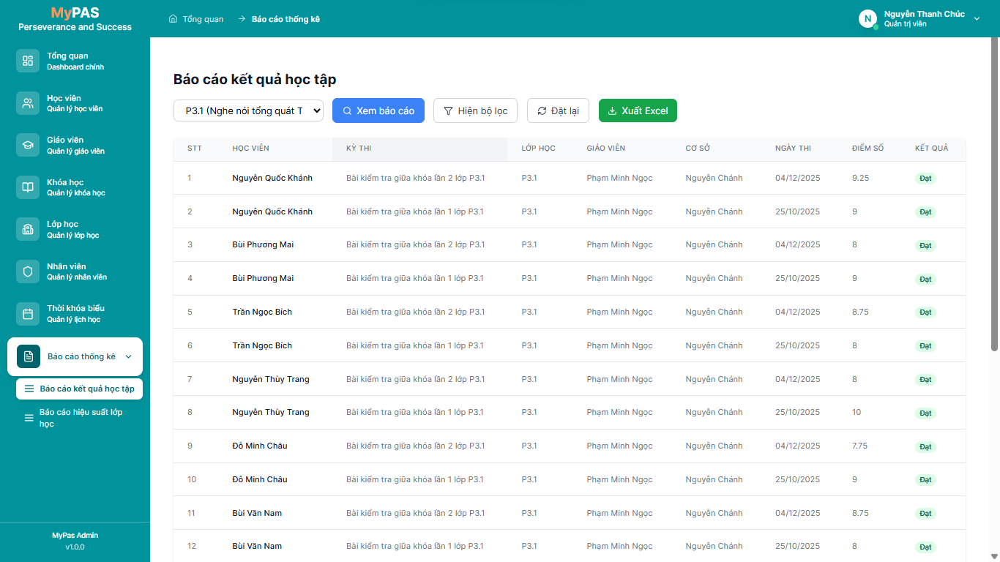 MyPAS
Perseverance and Success
Tổng quan
Báo cáo thống kê
N
Nguyễn Thanh Chúc
Quản trị viên
Tổng quan
Dashboard chính
Học viên
Quản lý học viên
Giáo viên
Quản lý giáo viên
Khóa học
Quản lý khóa học
Lớp học
Quản lý lớp học
Nhân viên
Quản lý nhân viên
Thời khóa biểu
Quản lý lịch học
Báo cáo thống kê
Báo cáo kết quả học tập
Báo cáo hiệu suất lớp
học
MyPas Admin
v1.0.0
Báo cáo kết quả học tập
P3.1 (Nghe nói tổng quát T
Xem báo cáo
Hiện bộ lọc
Đặt lại
Xuất Excel
STT HỌC VIÊN KỲ THI LỚP HỌC GIÁO VIÊN CƠ SỞ NGÀY THI ĐIỂM SỐ KẾT QUẢ
1 Nguyễn Quốc Khánh Bài kiểm tra giữa khóa lần 2 lớp P3.1 P3.1 Phạm Minh Ngọc Nguyễn Chánh 04/12/2025 9.25 Đạt
2 Nguyễn Quốc Khánh Bài kiểm tra giữa khóa lần 1 lớp P3.1 P3.1 Phạm Minh Ngọc Nguyễn Chánh 25/10/2025 9 Đạt
3 Bùi Phương Mai Bài kiểm tra giữa khóa lần 2 lớp P3.1 P3.1 Phạm Minh Ngọc Nguyễn Chánh 04/12/2025 8 Đạt
4 Bùi Phương Mai Bài kiểm tra giữa khóa lần 1 lớp P3.1 P3.1 Phạm Minh Ngọc Nguyễn Chánh 25/10/2025 9 Đạt
5 Trần Ngọc Bích Bài kiểm tra giữa khóa lần 2 lớp P3.1 P3.1 Phạm Minh Ngọc Nguyễn Chánh 04/12/2025 8.75 Đạt
6 Trần Ngọc Bích Bài kiểm tra giữa khóa lần 1 lớp P3.1 P3.1 Phạm Minh Ngọc Nguyễn Chánh 25/10/2025 8 Đạt
7 Nguyễn Thùy Trang Bài kiểm tra giữa khóa lần 2 lớp P3.1 P3.1 Phạm Minh Ngọc Nguyễn Chánh 04/12/2025 8 Đạt
8 Nguyễn Thùy Trang Bài kiểm tra giữa khóa lần 1 lớp P3.1 P3.1 Phạm Minh Ngọc Nguyễn Chánh 25/10/2025 10 Đạt
9 Đỗ Minh Châu Bài kiểm tra giữa khóa lần 2 lớp P3.1 P3.1 Phạm Minh Ngọc Nguyễn Chánh 04/12/2025 7.75 Đạt
10 Đỗ Minh Châu Bài kiểm tra giữa khóa lần 1 lớp P3.1 P3.1 Phạm Minh Ngọc Nguyễn Chánh 25/10/2025 9 Đạt
11 Bùi Văn Nam Bài kiểm tra giữa khóa lần 2 lớp P3.1 P3.1 Phạm Minh Ngọc Nguyễn Chánh 04/12/2025 8.75 Đạt
12 Bùi Văn Nam Bài kiểm tra giữa khóa lần 1 lớp P3.1 P3.1 Phạm Minh Ngọc Nguyễn Chánh 25/10/2025 8 Đạt